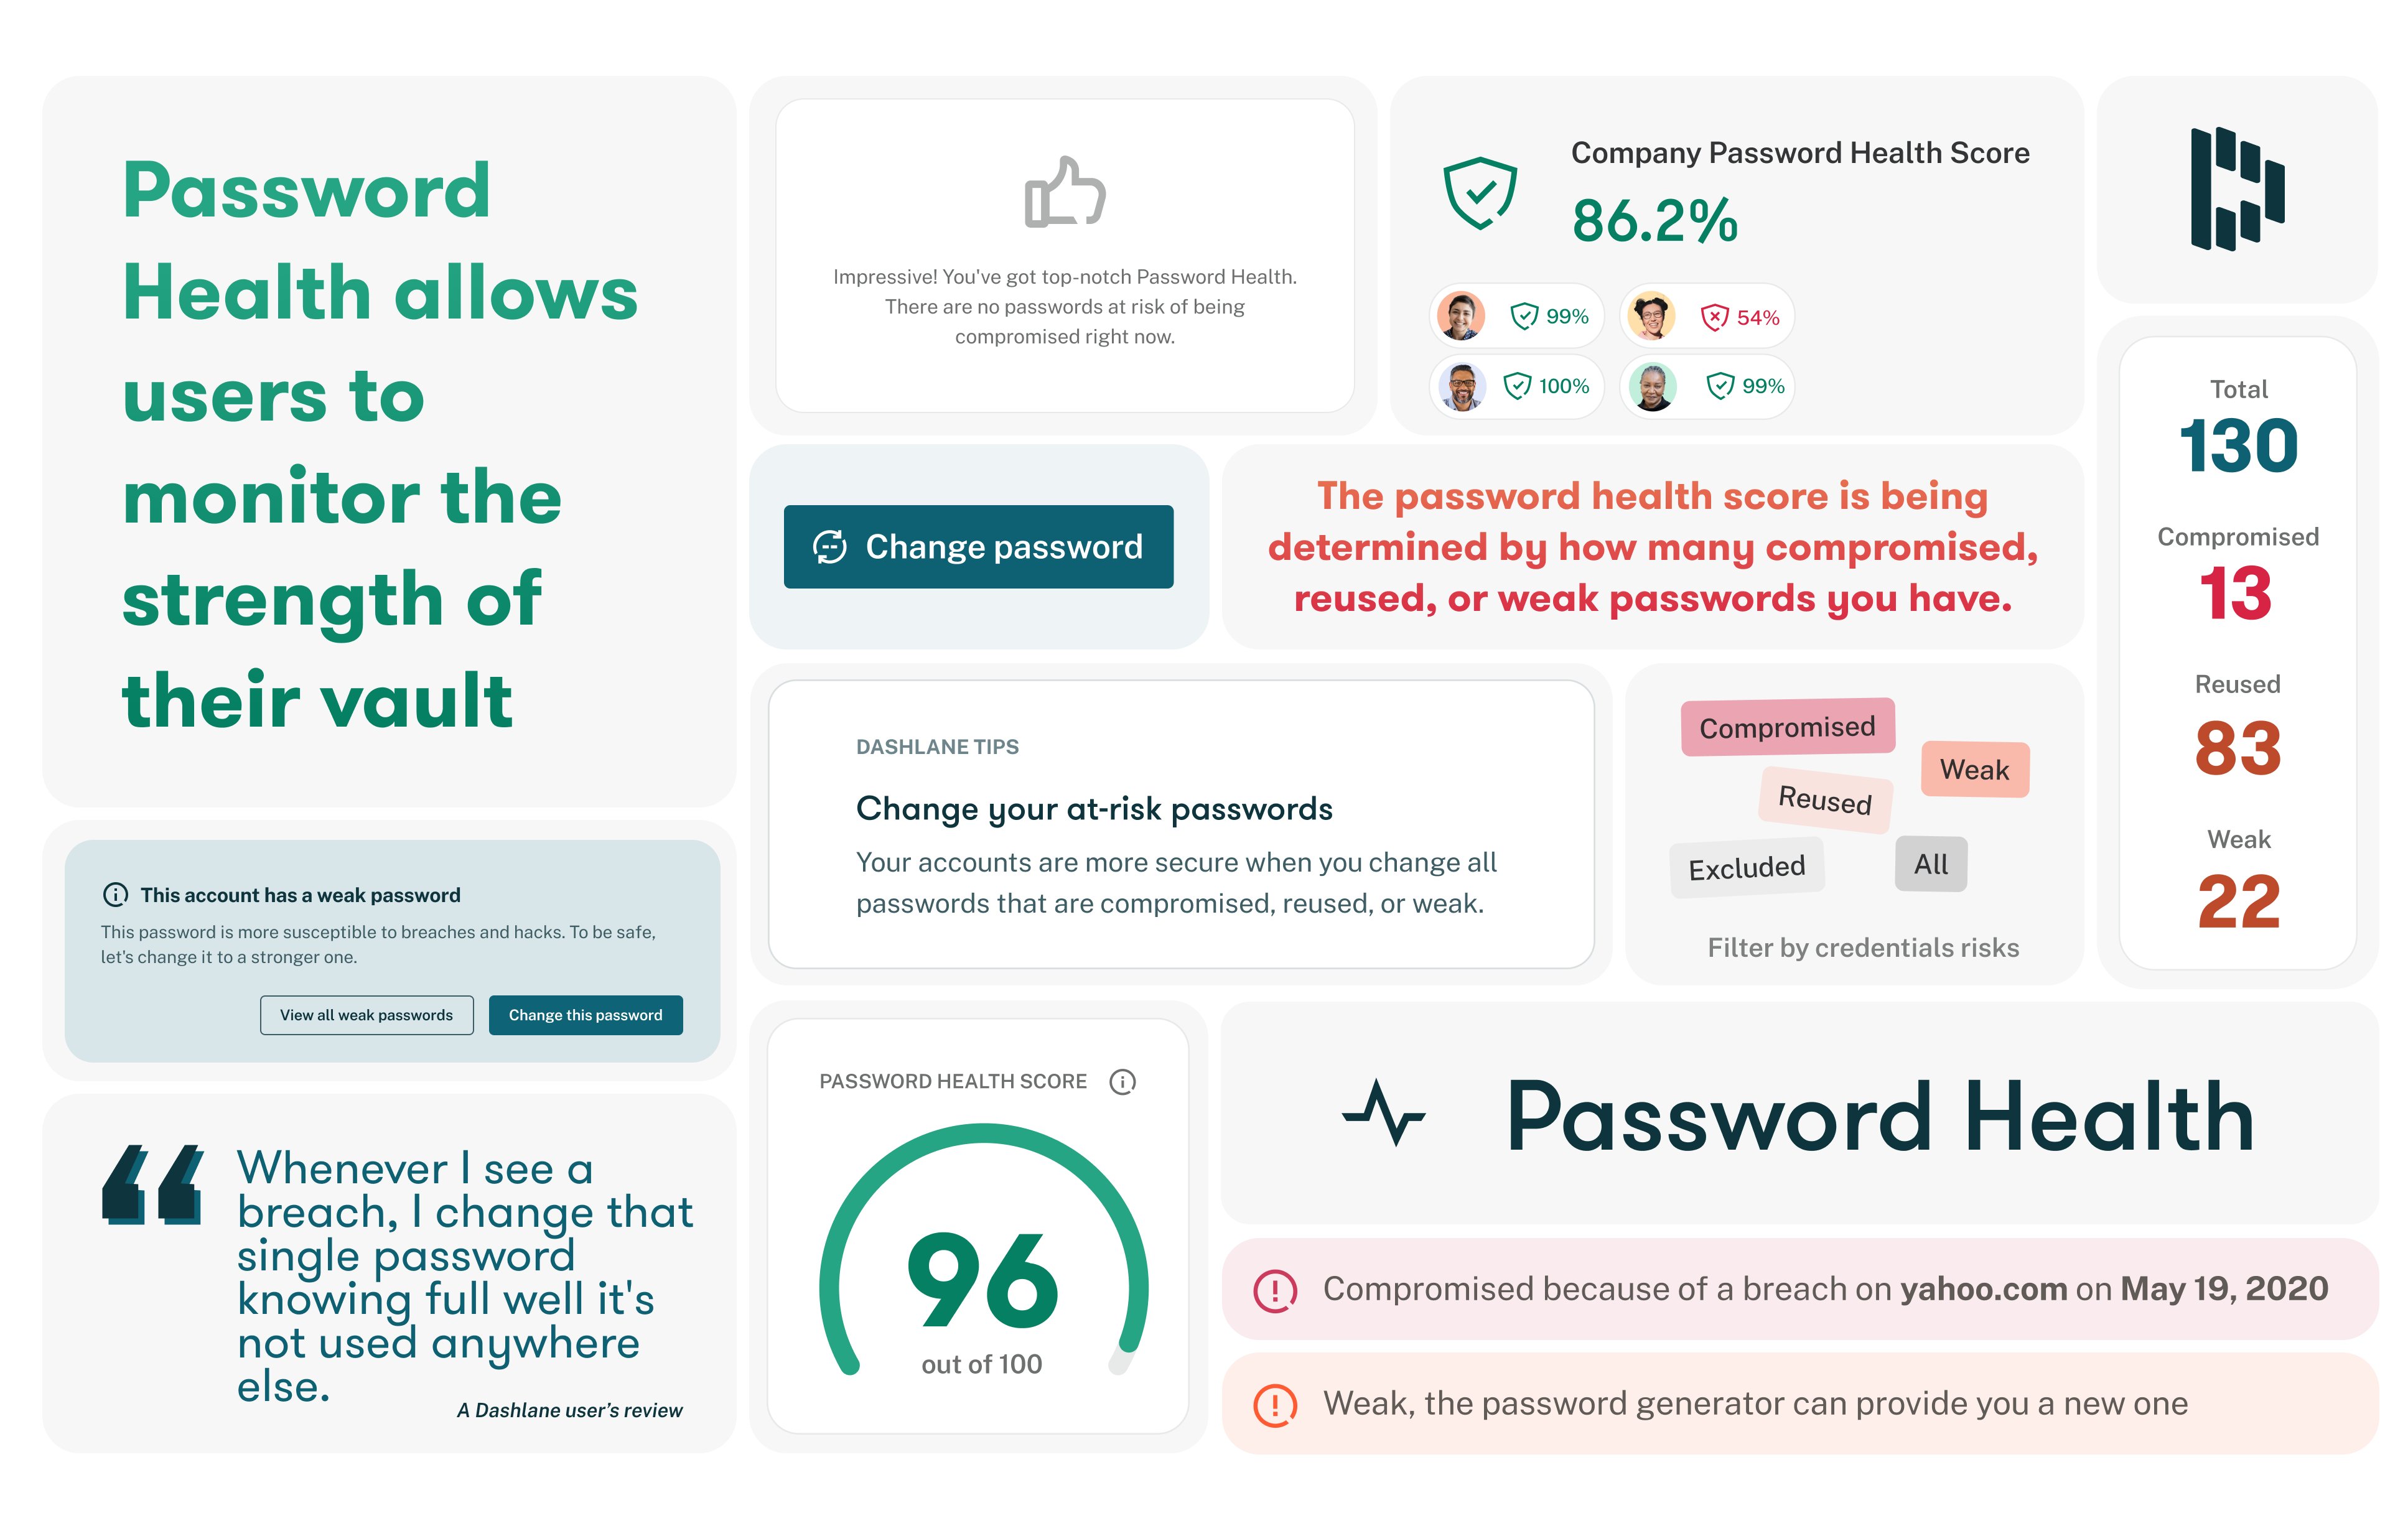 Password
Health allows
users to
monitor the
strength of
their vault
This account has a weak password
This password is more susceptible to breaches and hacks. To be safe,
let's change it to a stronger one.
View all weak passwords
Change this password
Whenever I see a
breach, I change that
single password
knowing full well it's
not used anywhere
else.
A Dashlane user’s review
Impressive! You've got top-notch Password Health.
There are no passwords at risk of being
compromised right now.
Company Password Health Score
86.2%
99%
54%
100%
99%
Change password
The password health score is being
determined by how many compromised,
reused, or weak passwords you have.
DASHLANE TIPS
Change your at-risk passwords
Your accounts are more secure when you change all
passwords that are compromised, reused, or weak.
Compromised
Weak
Reused
Excluded
All
Filter by credentials risks
Total
130
Compromised
13
Reused
83
Weak
22
PASSWORD HEALTH SCORE
96
out of 100
Password Health
Compromised because of a breach on yahoo.com on May 19, 2020
Weak, the password generator can provide you a new one